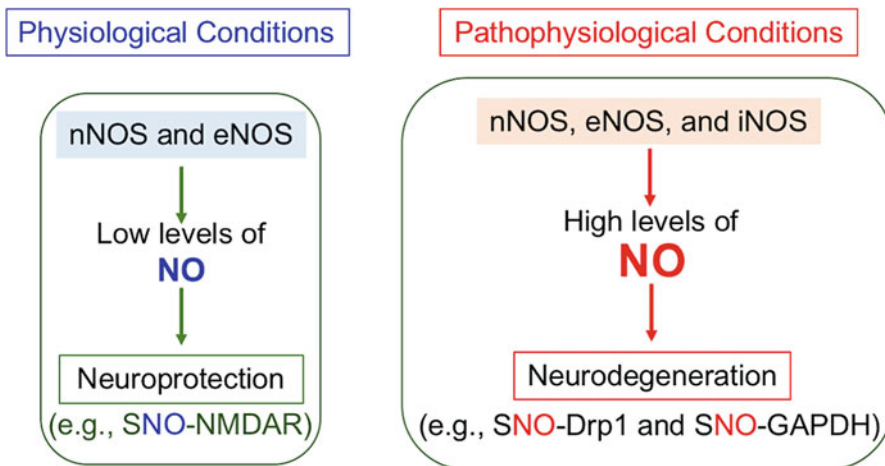 Physiological Conditions
nNOS and eNOS
Low levels of
NO
Neuroprotection
(e.g., SNO-NMDAR)
Pathophysiological Conditions
nNOS, eNOS, and iNOS
High levels of
NO
Neurodegeneration
(e.g., SNO-Drp1 and SNO-GAPDH)